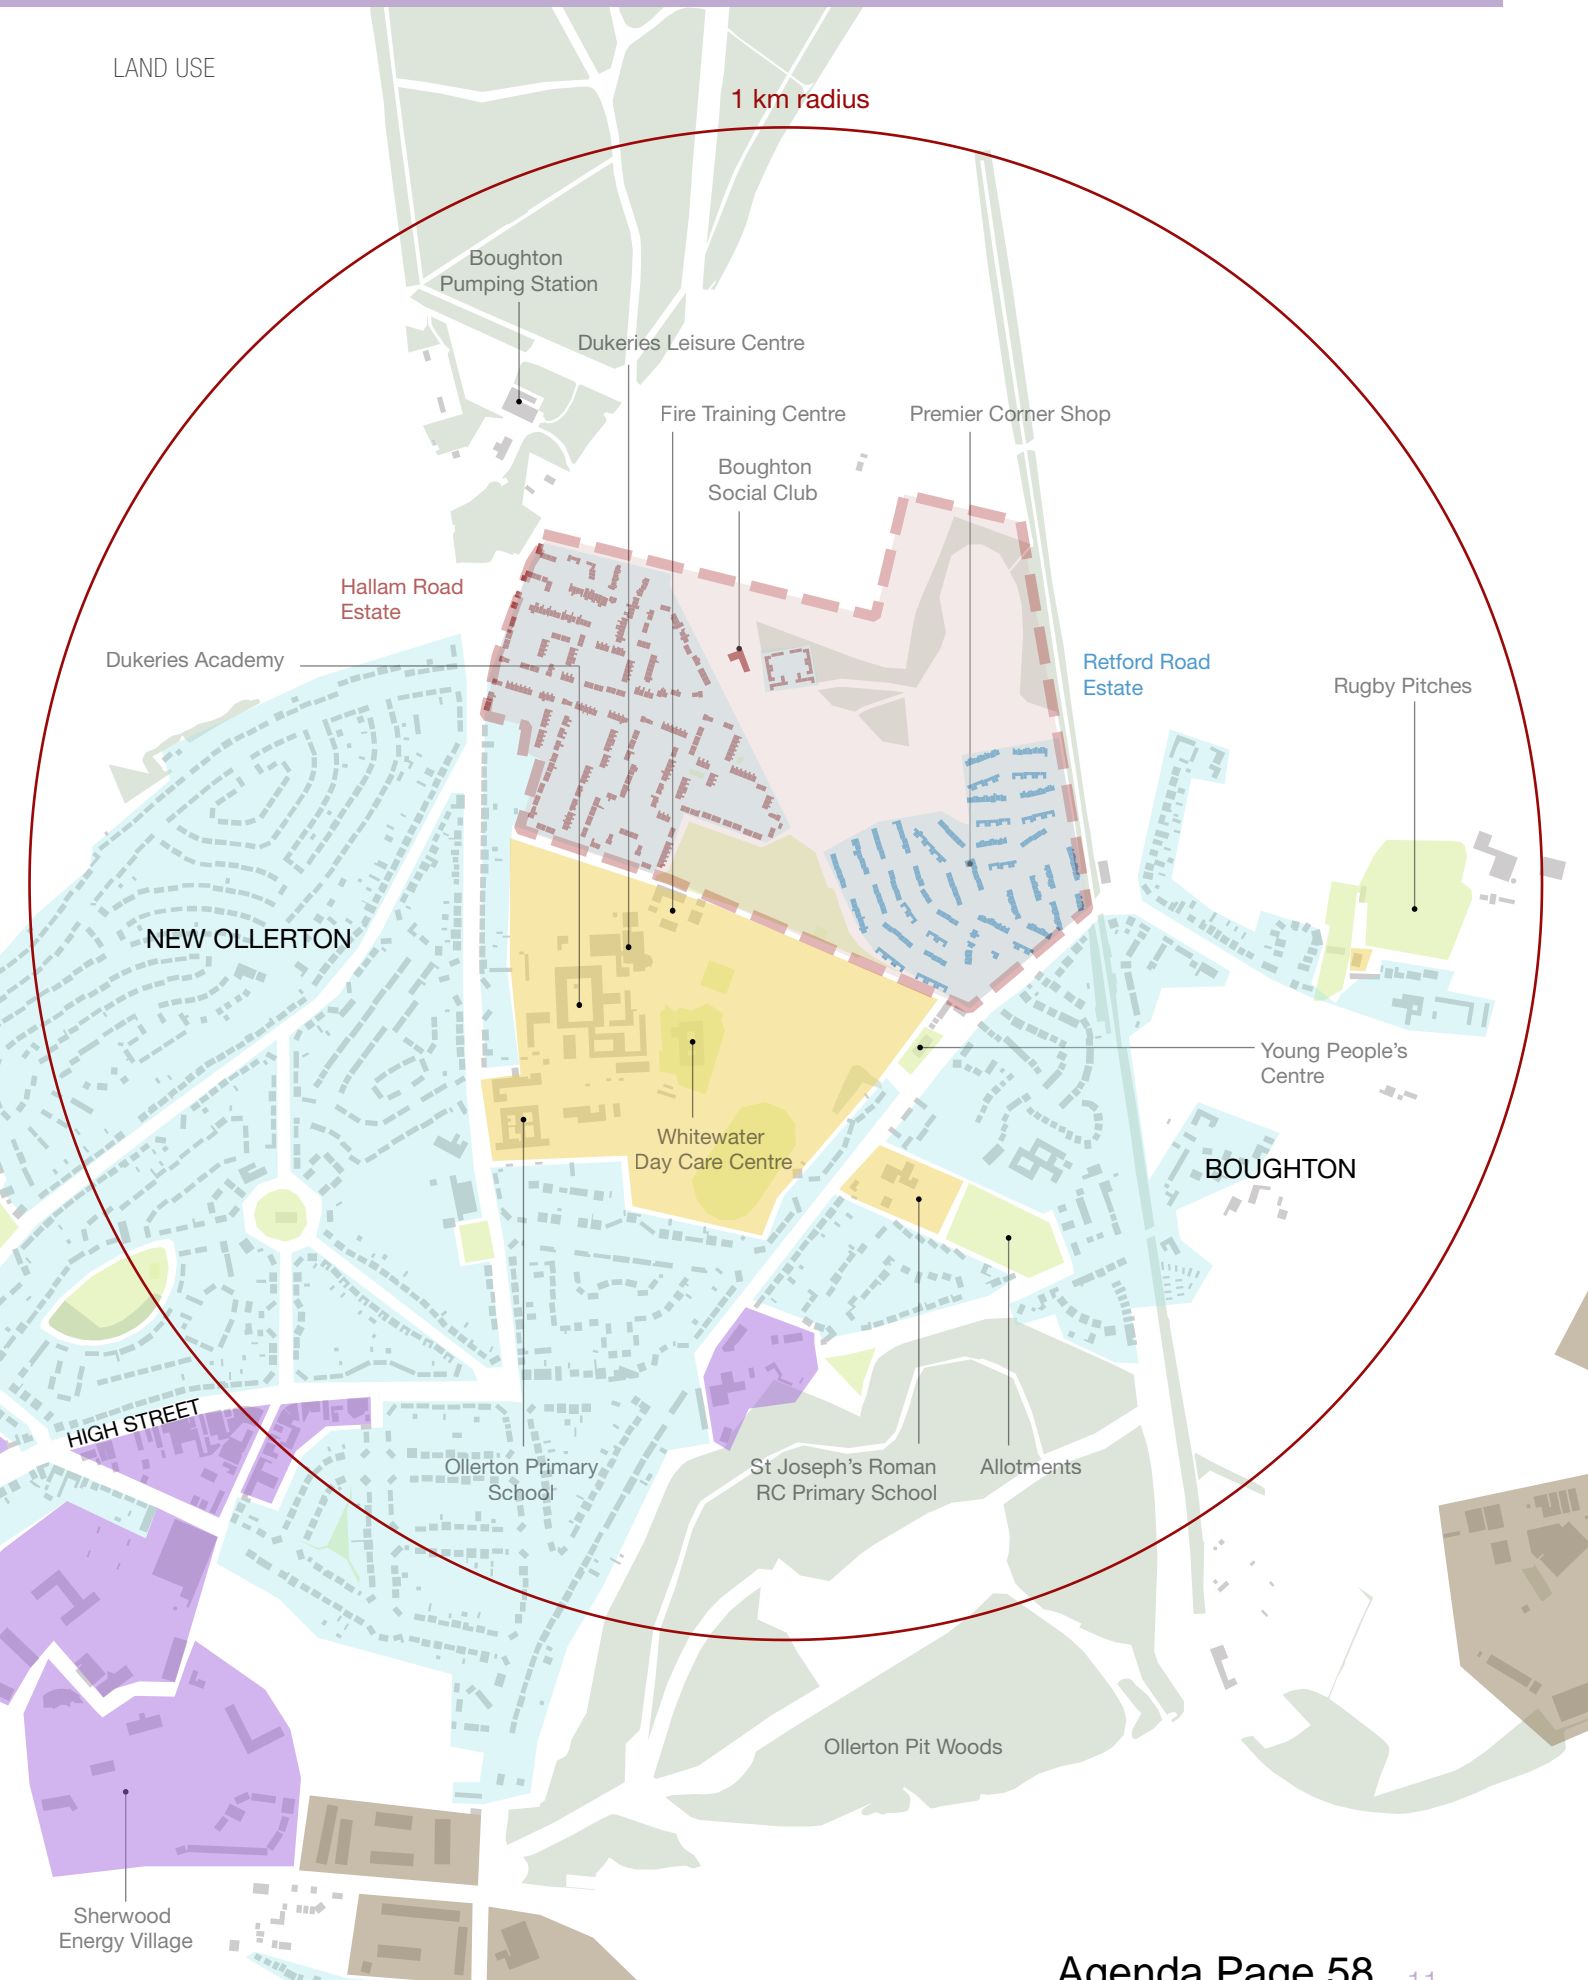 LAND USE
1 km radius
Boughton
Pumping Station
Dukeries Leisure Centre
Fire Training Centre
Premier Corner Shop
Boughton
Social Club
Hallam Road
Estate
Dukeries Academy
Retford Road
Estate
Rugby Pitches
NEW OLLERTON
Young People's
Centre
Whitewater
Day Care Centre
BOUGHTON
HIGH STREET
Ollerton Primary
School
St Joseph's Roman
RC Primary School
Allotments
Ollerton Pit Woods
Sherwood
Energy Village
Agenda Page 58
11